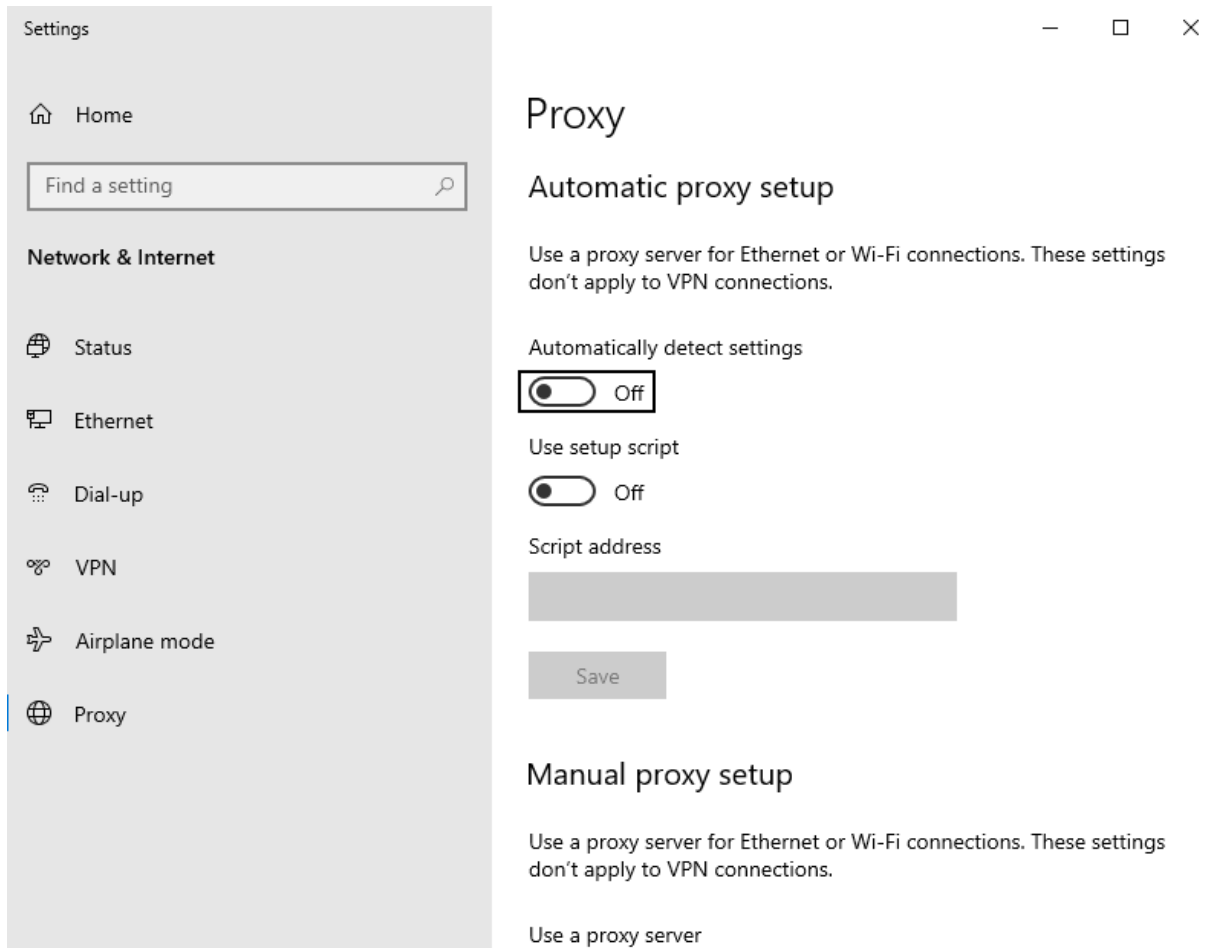 Settings
Home
Find a setting
Network & Internet
Status
Ethernet
Dial-up
VPN
Airplane mode
Proxy
Proxy
Automatic proxy setup
Use a proxy server for Ethernet or Wi-Fi connections. These settings
don't apply to VPN connections.
Automatically detect settings
Off
Use setup script
Off
Script address
Save
Manual proxy setup
Use a proxy server for Ethernet or Wi-Fi connections. These settings
don't apply to VPN connections.
Use a proxy server